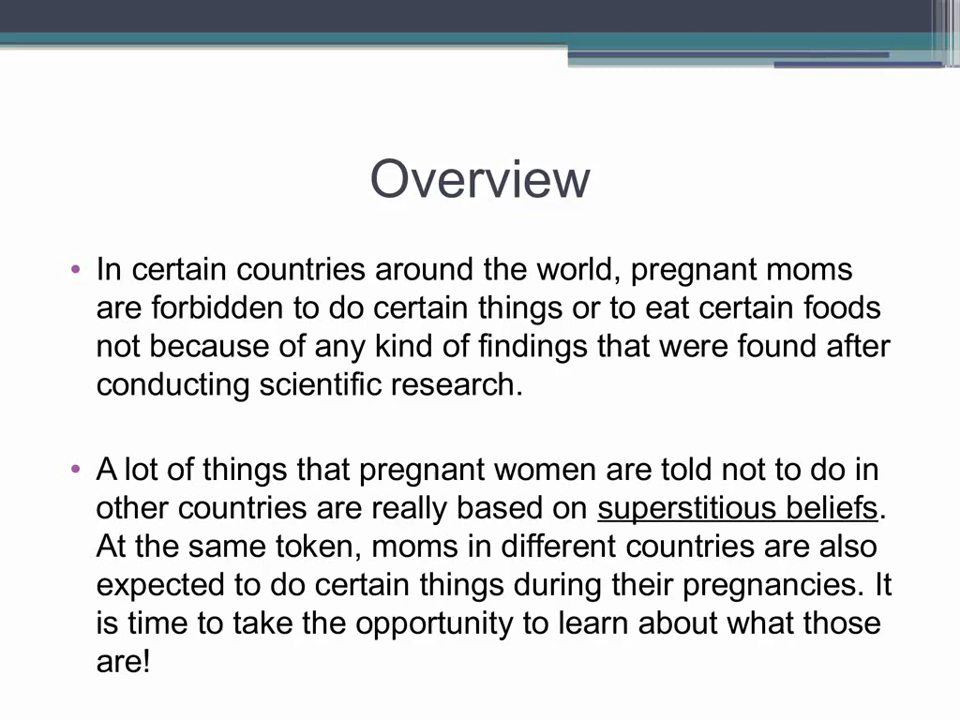 Overview
• In certain countries around the world, pregnant moms
are forbidden to do certain things or to eat certain foods
not because of any kind of findings that were found after
conducting scientific research.
• A lot of things that pregnant women are told not to do in
other countries are really based on superstitious beliefs.
At the same token, moms in different countries are also
expected to do certain things during their pregnancies. It
is time to take the opportunity to learn about what those
are!